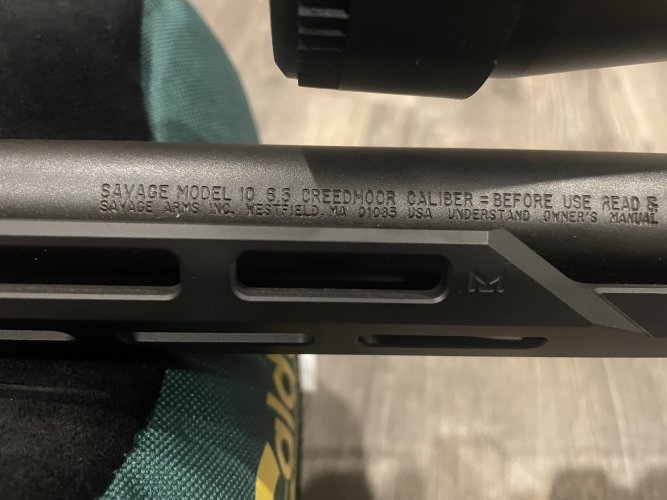 SAVAGE MODEL 10 6.5 CREEDMOOR CALIBER = BEFORE USE READ &
SAVAGE ARMS INC. WESTFIELD, MA 01085 USA UNDERSTAND OWNER'S MANUAL